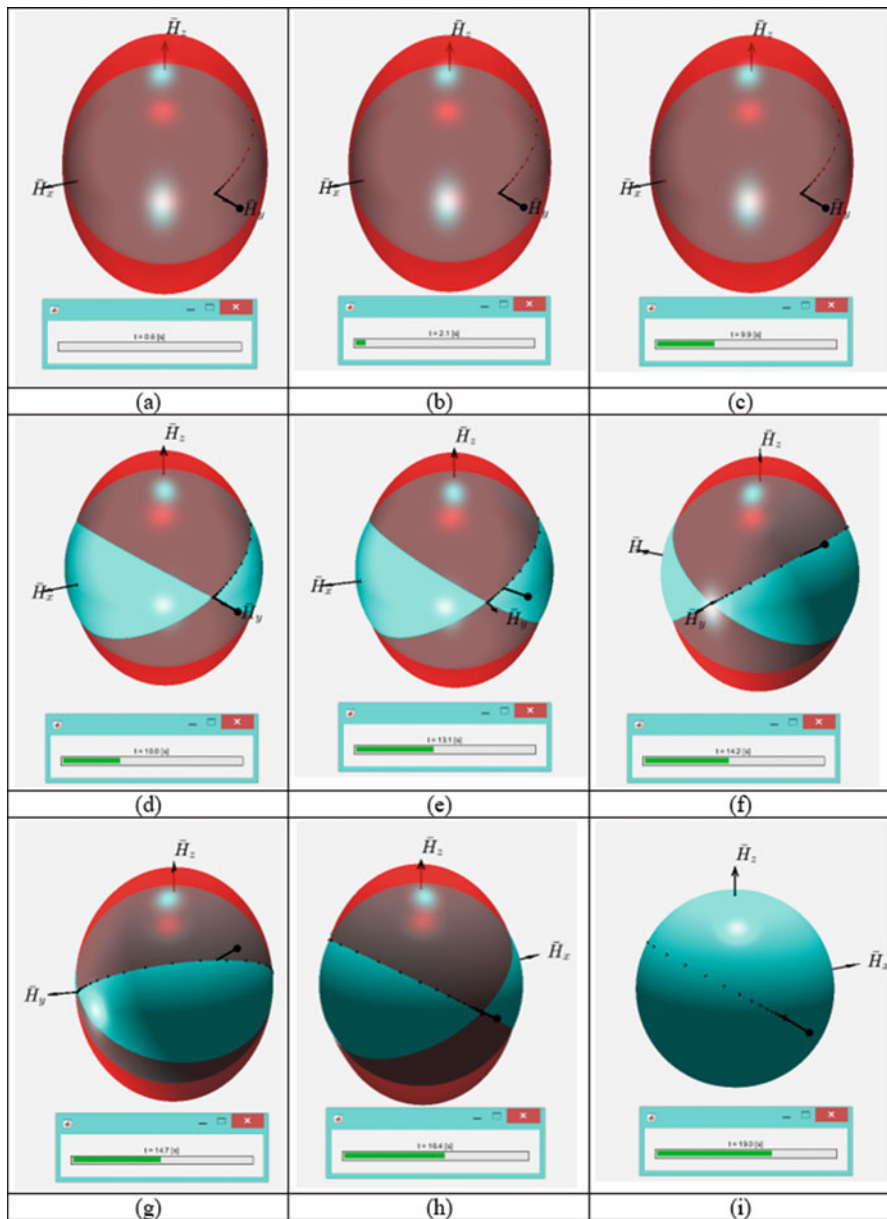 H̄z H̄z H̄z
H̄x H̄y H̄x H̄y H̄x H̄y
t = 0.6 [s] t = 2.1 [s] t = 9.9 [s]
(a) (b) (c)
H̄z H̄z H̄z
H̄x H̄y H̄x H̄y H̄x H̄y
t = 10.0 [s] t = 13.1 [s] t = 14.2 [s]
(d) (e) (f)
H̄z H̄z H̄z
H̄y H̄x H̄x
t = 14.7 [s] t = 16.4 [s] t = 19.0 [s]
(g) (h) (i)